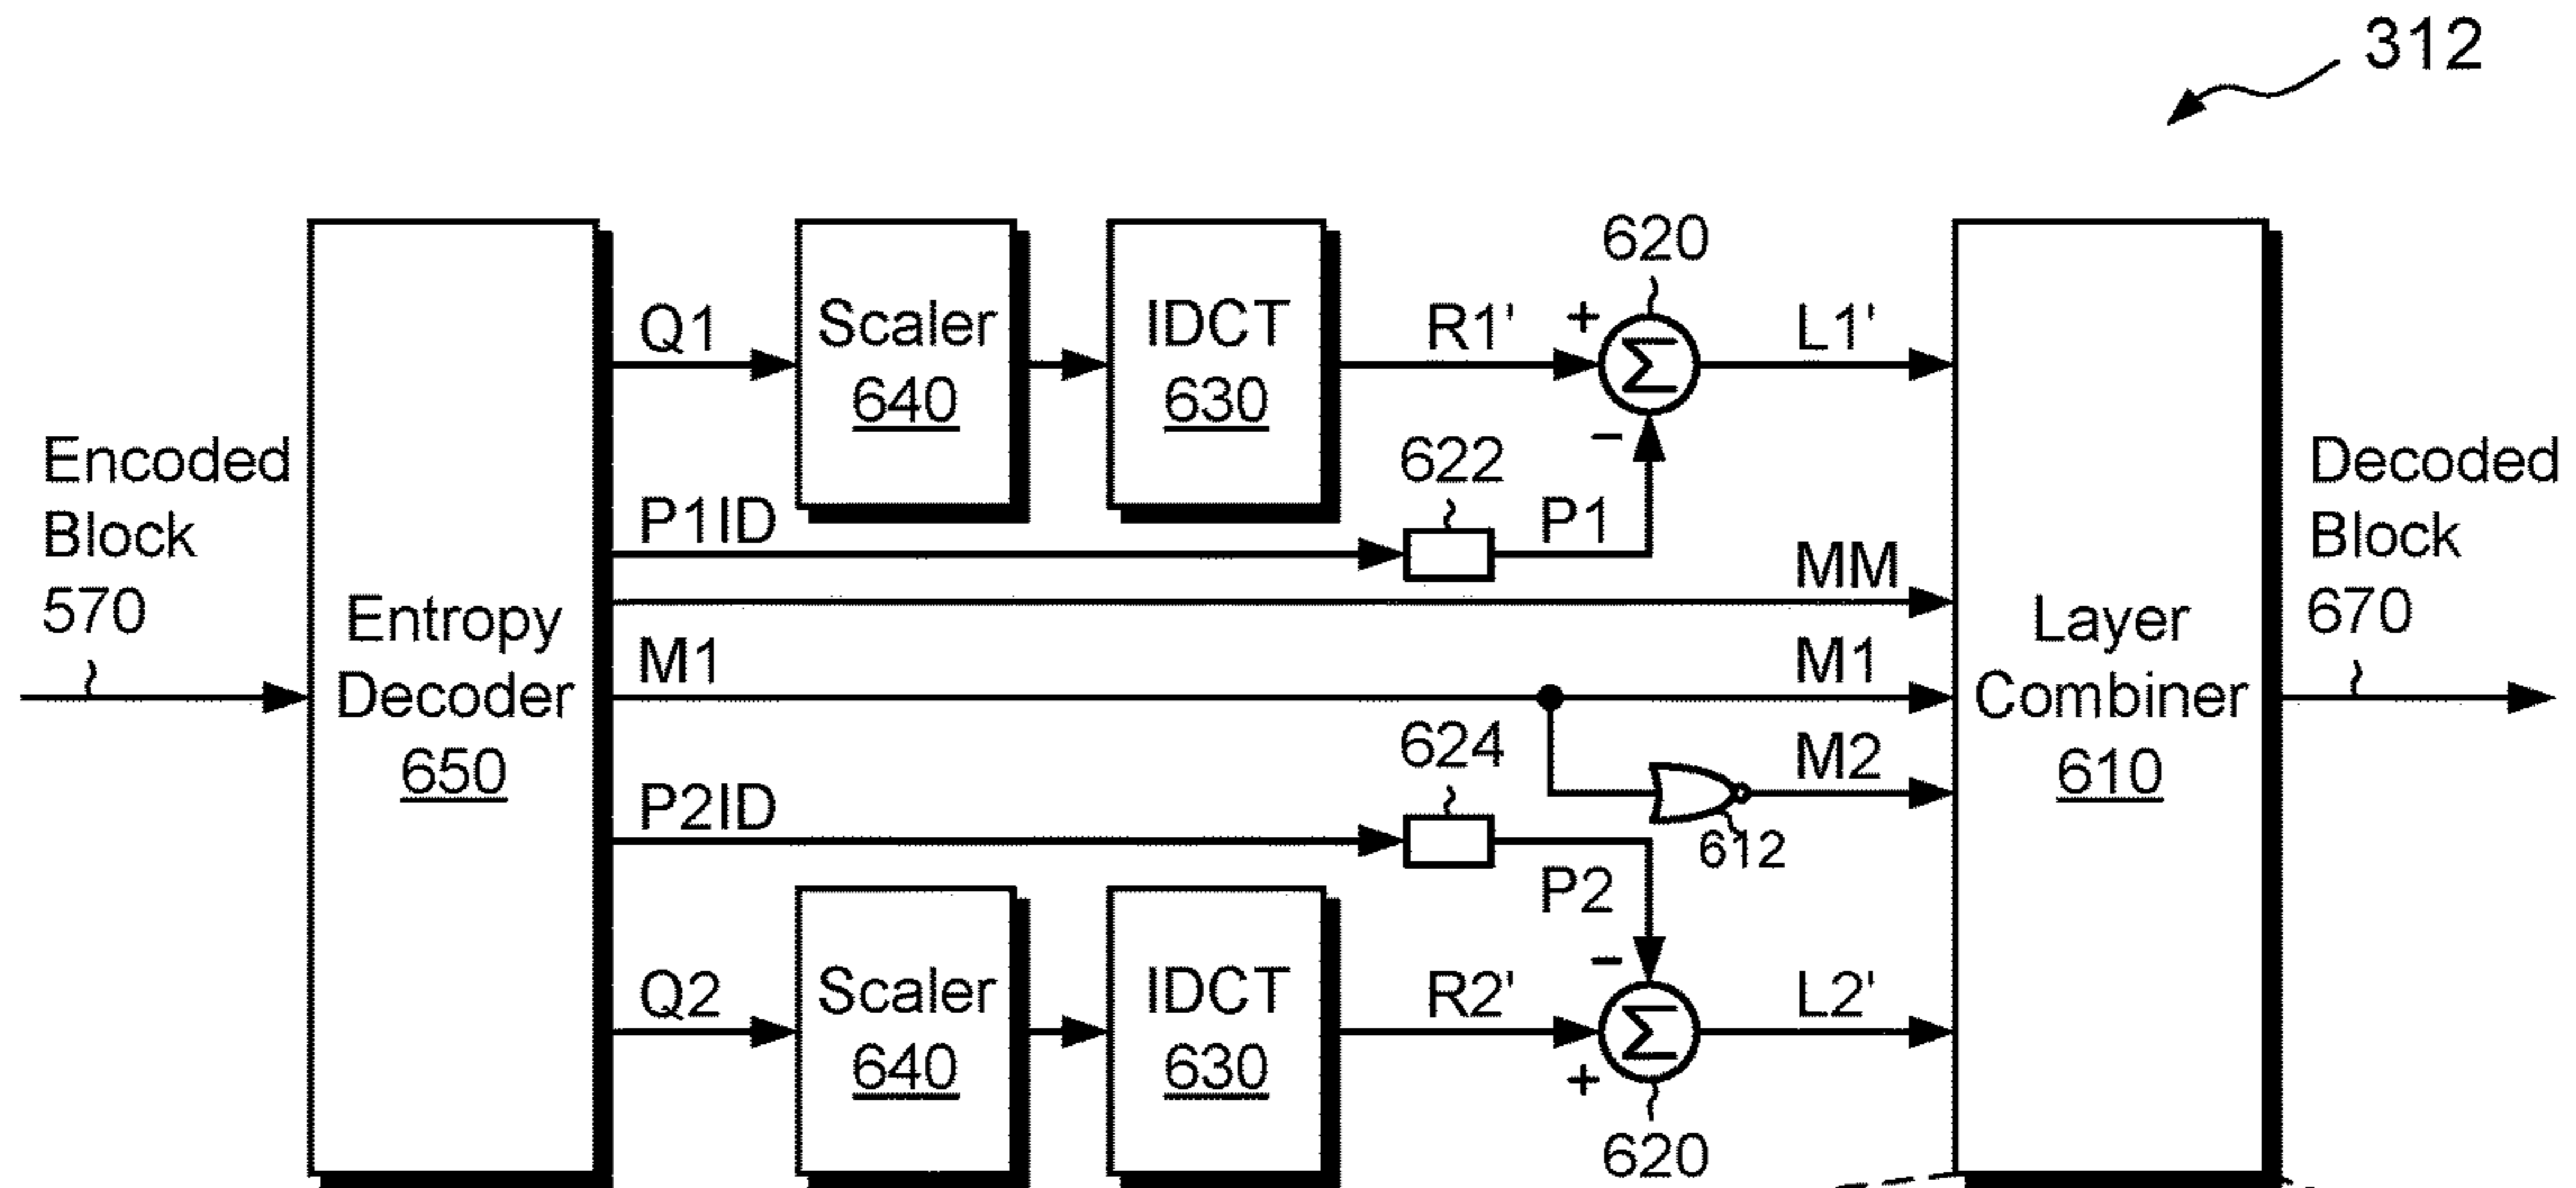 312
620
Q1
Scaler
640
IDCT
630
R1'
+
Σ
L1'
−
Encoded
Block
570
P1ID
622
P1
MM
Decoded
Block
670
Entropy
Decoder
650
M1
M1
Layer
Combiner
610
624
M2
612
P2ID
P2
−
Q2
Scaler
640
IDCT
630
R2'
Σ
L2'
+
620